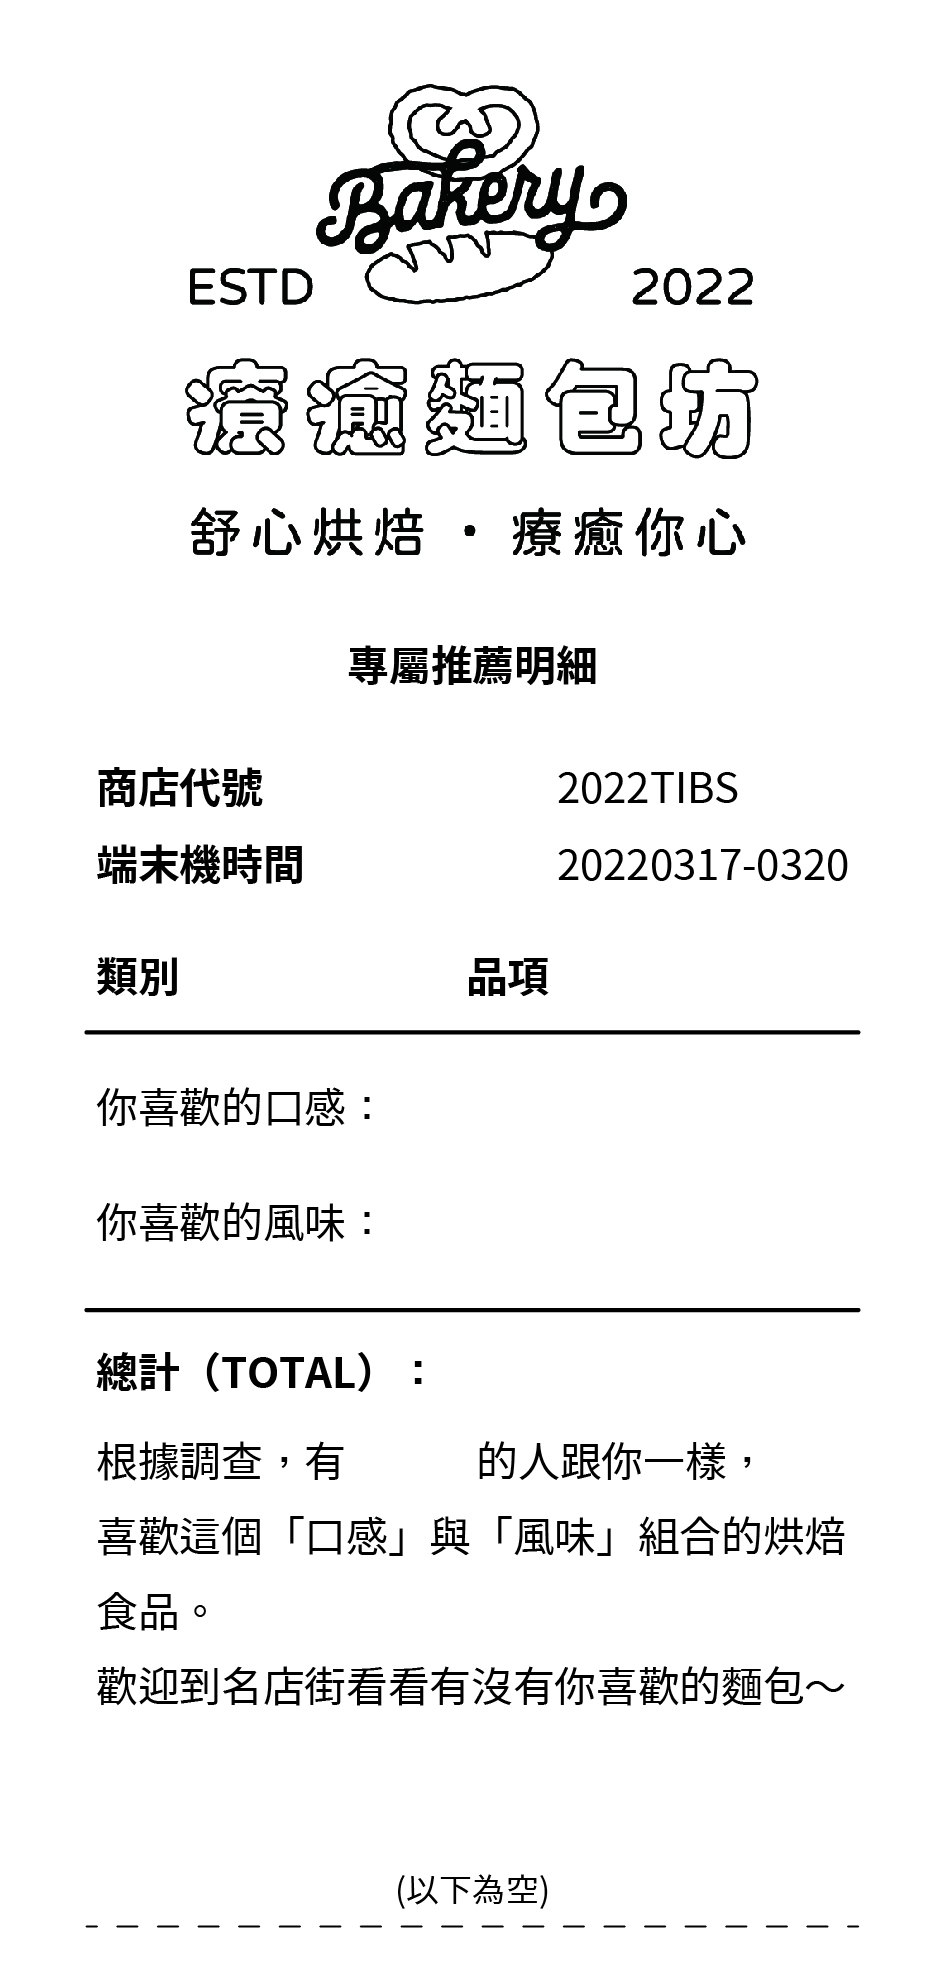 Bakery
ESTD 2022
療癒麵包坊
舒心烘焙・療癒你心
專屬推薦明細
商店代號 2022TIBS
端末機時間 20220317-0320
類別 品項
你喜歡的口感：
你喜歡的風味：
總計（TOTAL）：
根據調查，有 的人跟你一樣，
喜歡這個「口感」與「風味」組合的烘焙
食品。
歡迎到名店街看看有沒有你喜歡的麵包～
(以下為空)